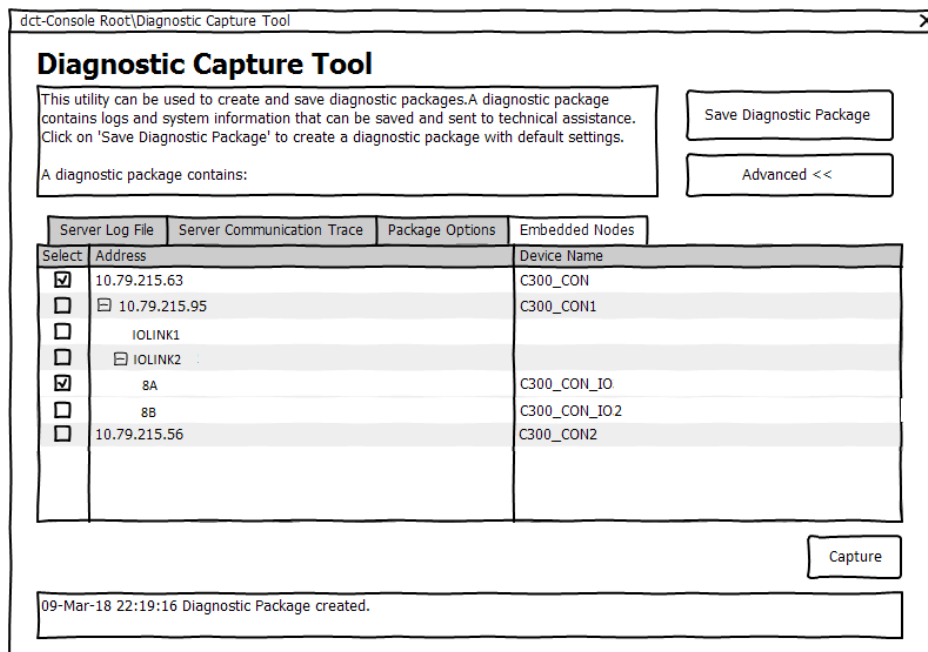 dct-Console Root\Diagnostic Capture Tool
Diagnostic Capture Tool
This utility can be used to create and save diagnostic packages.A diagnostic package
contains logs and system information that can be saved and sent to technical assistance.
Click on 'Save Diagnostic Package' to create a diagnostic package with default settings.
A diagnostic package contains:
Save Diagnostic Package
Advanced <<
Server Log File Server Communication Trace Package Options Embedded Nodes
Select Address Device Name
10.79.215.63 C300_CON
10.79.215.95 C300_CON1
IOLINK1
IOLINK2
8A C300_CON_IO
8B C300_CON_IO.2
10.79.215.56 C300_CON2
Capture
09-Mar-18 22:19:16 Diagnostic Package created.